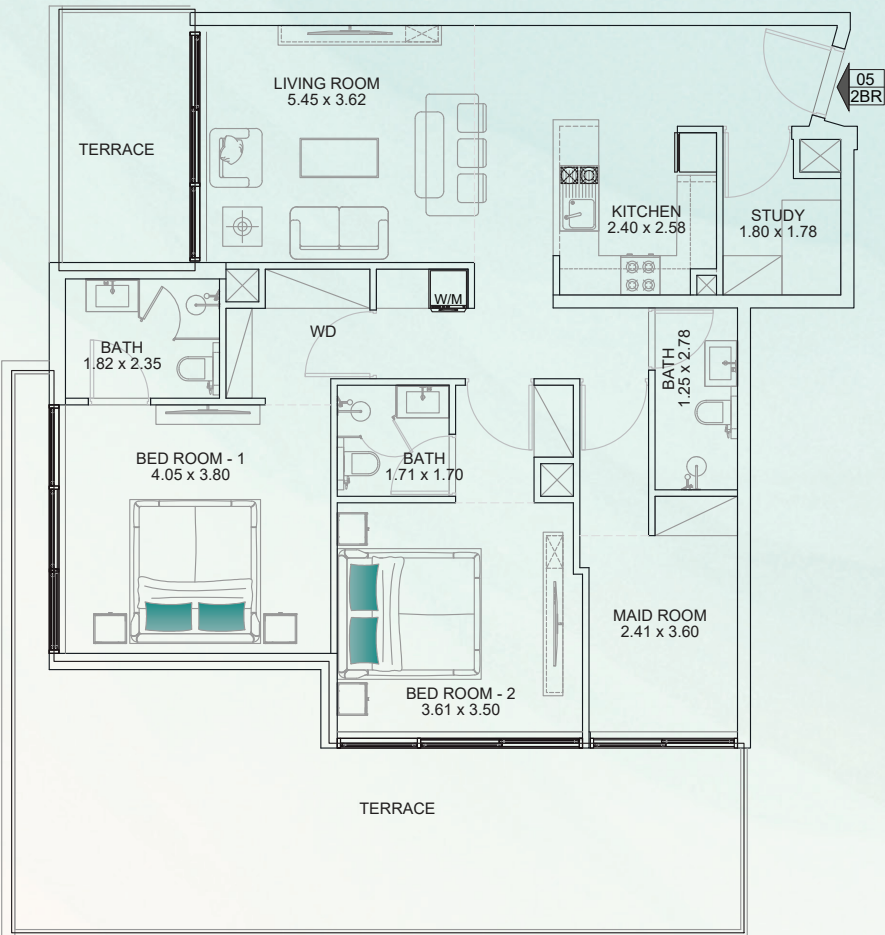 LIVING ROOM
5.45 x 3.62
05
2BR
TERRACE
KITCHEN
2.40 x 2.58
STUDY
1.80 x 1.78
W/M
WD
BATH
1.82 x 2.35
BATH
1.25 x 2.78
BED ROOM - 1
4.05 x 3.80
BATH
1.71 x 1.70
MAID ROOM
2.41 x 3.60
BED ROOM - 2
3.61 x 3.50
TERRACE